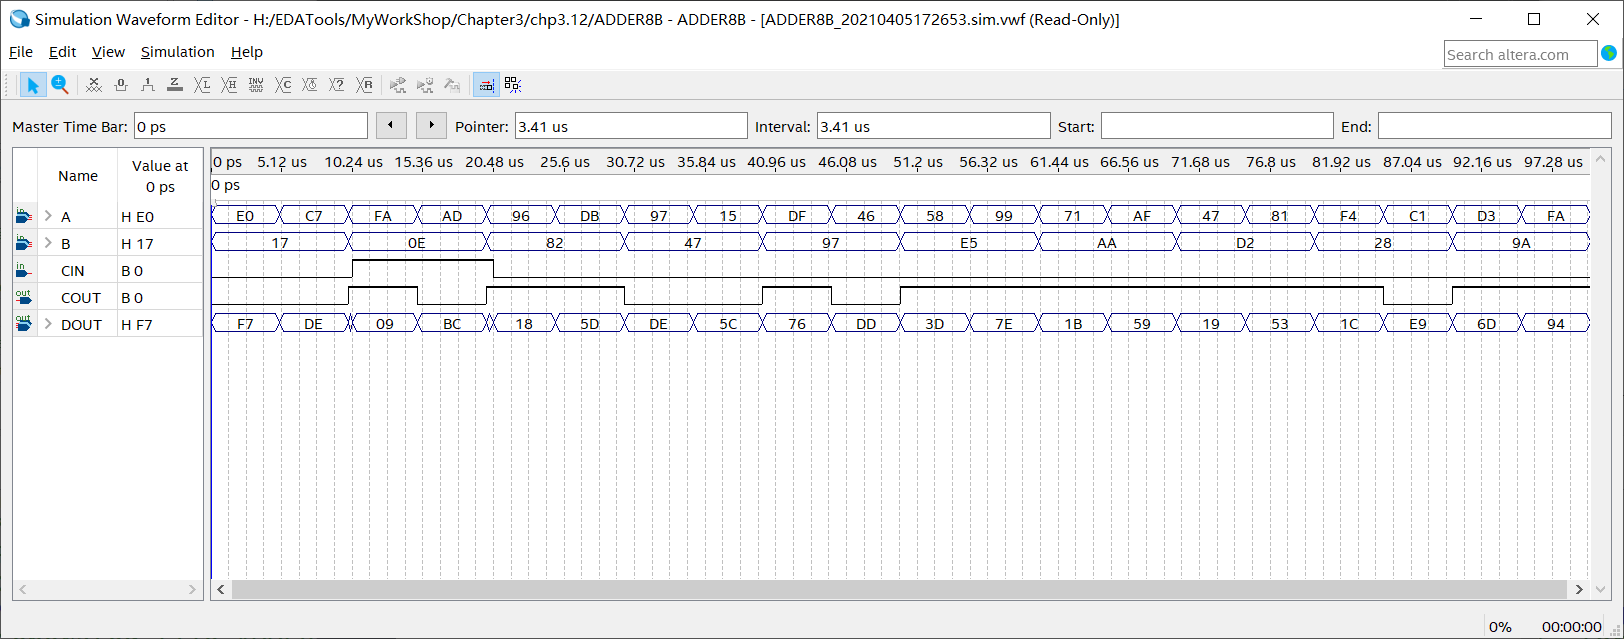 Simulation Waveform Editor - H:/EDATools/MyWorkShop/Chapter3/chp3.12/ADDER8B - ADDER8B - [ADDER8B_20210405172653.sim.vwf (Read-Only)]
File Edit View Simulation Help
Search altera.com
Master Time Bar: 0 ps Pointer: 3.41 us Interval: 3.41 us Start: End:
Name Value at 0 ps
0 ps 5.12 us 10.24 us 15.36 us 20.48 us 25.6 us 30.72 us 35.84 us 40.96 us 46.08 us 51.2 us 56.32 us 61.44 us 66.56 us 71.68 us 76.8 us 81.92 us 87.04 us 92.16 us 97.28 us
0 ps
A H E0 E0 C7 FA AD 96 DB 97 15 DF 46 58 99 71 AF 47 81 F4 C1 D3 FA
B H 17 17 0E 82 47 97 E5 AA D2 28 9A
CIN B 0
COUT B 0
DOUT H F7 F7 DE 09 BC 18 5D DE 5C 76 DD 3D 7E 1B 59 19 53 1C E9 6D 94
0% 00:00:00